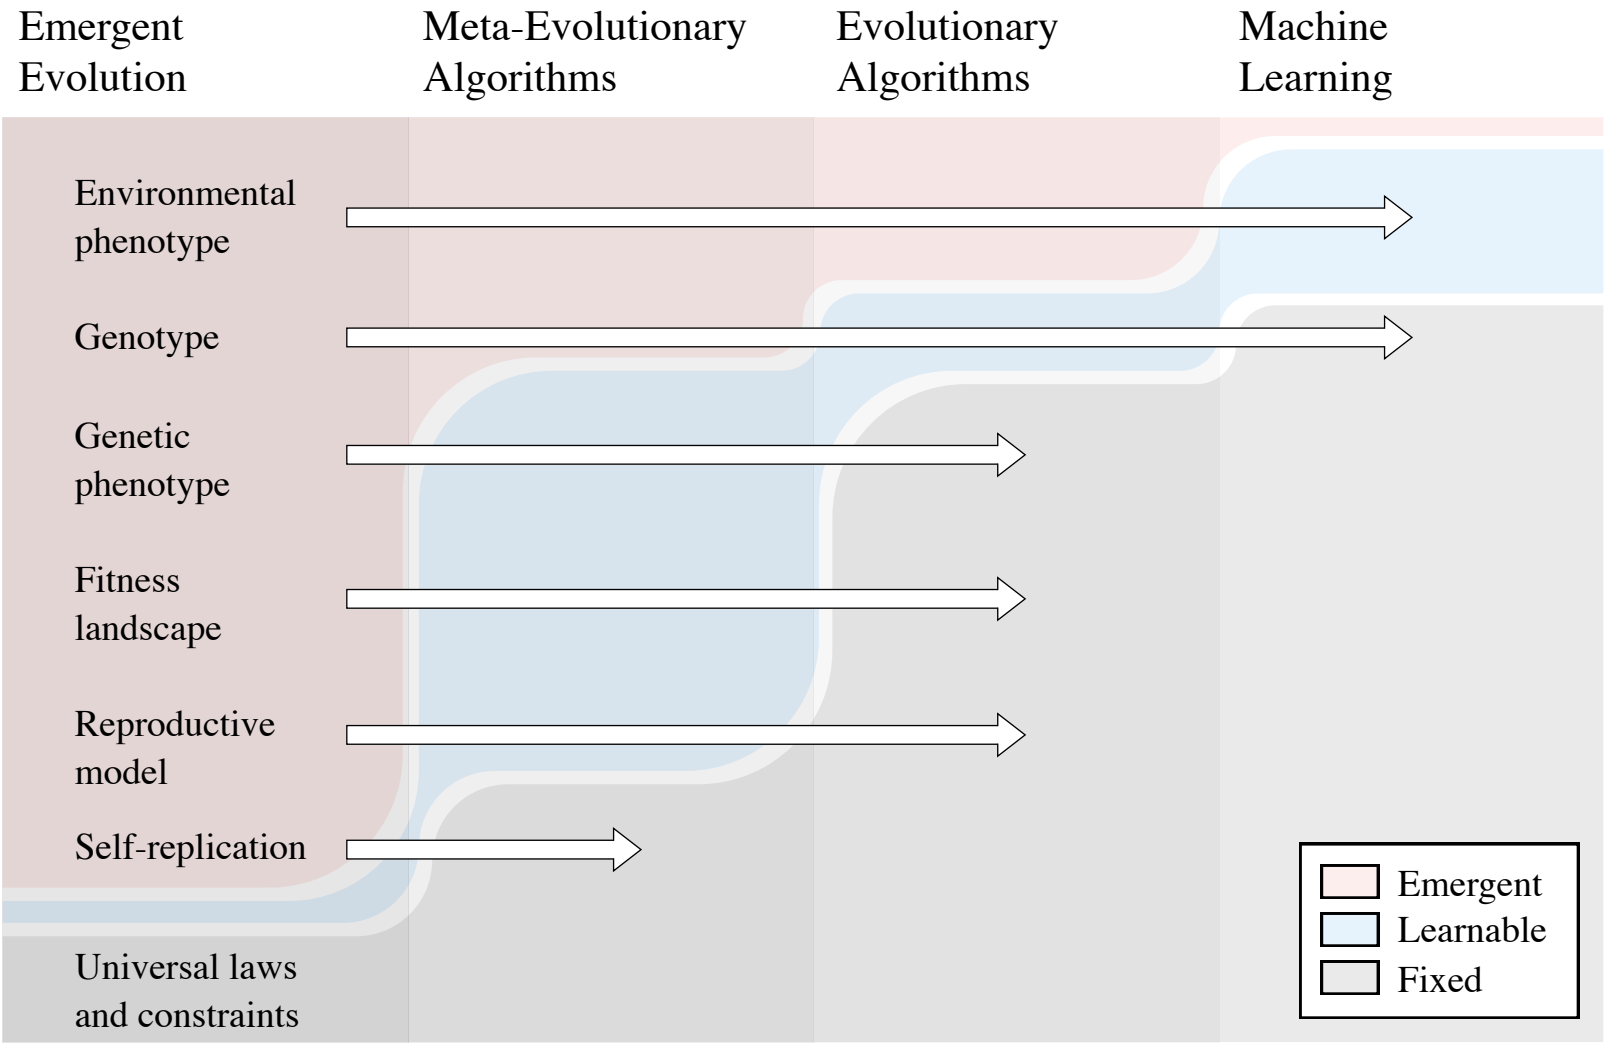 Emergent
Evolution
Meta-Evolutionary
Algorithms
Evolutionary
Algorithms
Machine
Learning
Environmental
phenotype
Genotype
Genetic
phenotype
Fitness
landscape
Reproductive
model
Self-replication
Universal laws
and constraints
Emergent
Learnable
Fixed